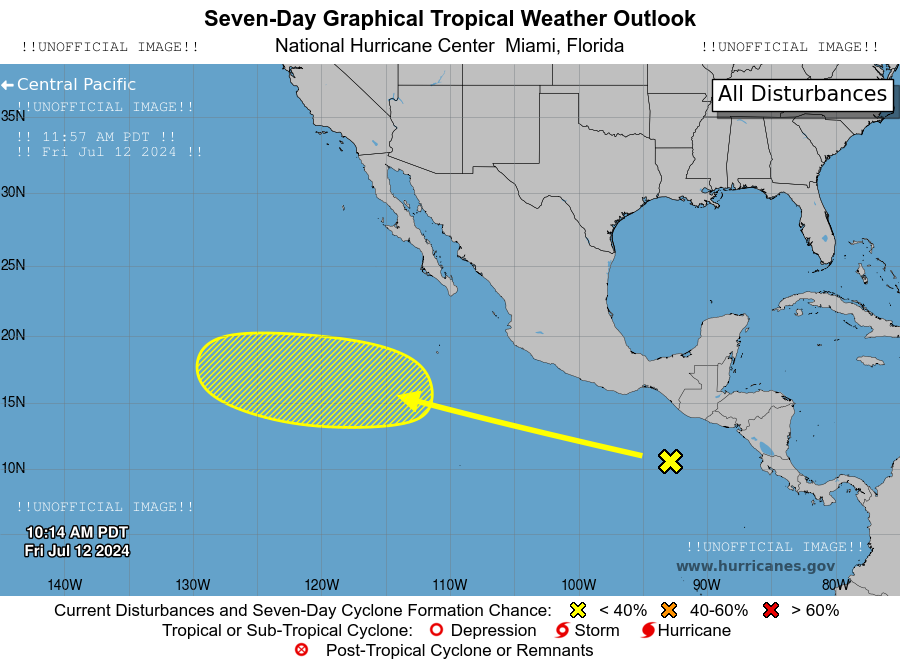 Seven-Day Graphical Tropical Weather Outlook
!!UNOFFICIAL IMAGE!! National Hurricane Center Miami, Florida !!UNOFFICIAL IMAGE!!
Central Pacific
All Disturbances
!!UNOFFICIAL IMAGE!!
35N
!! 11:57 AM PDT !!
!! Fri Jul 12 2024 !!
30N
25N
20N
15N
10N
!!UNOFFICIAL IMAGE!!
10:14 AM PDT
Fri Jul 12 2024
!!UNOFFICIAL IMAGE!!
www.hurricanes.gov
140W 130W 120W 110W 100W 90W 80W
Current Disturbances and Seven-Day Cyclone Formation Chance: < 40% 40-60% > 60%
Tropical or Sub-Tropical Cyclone: Depression Storm Hurricane
Post-Tropical Cyclone or Remnants